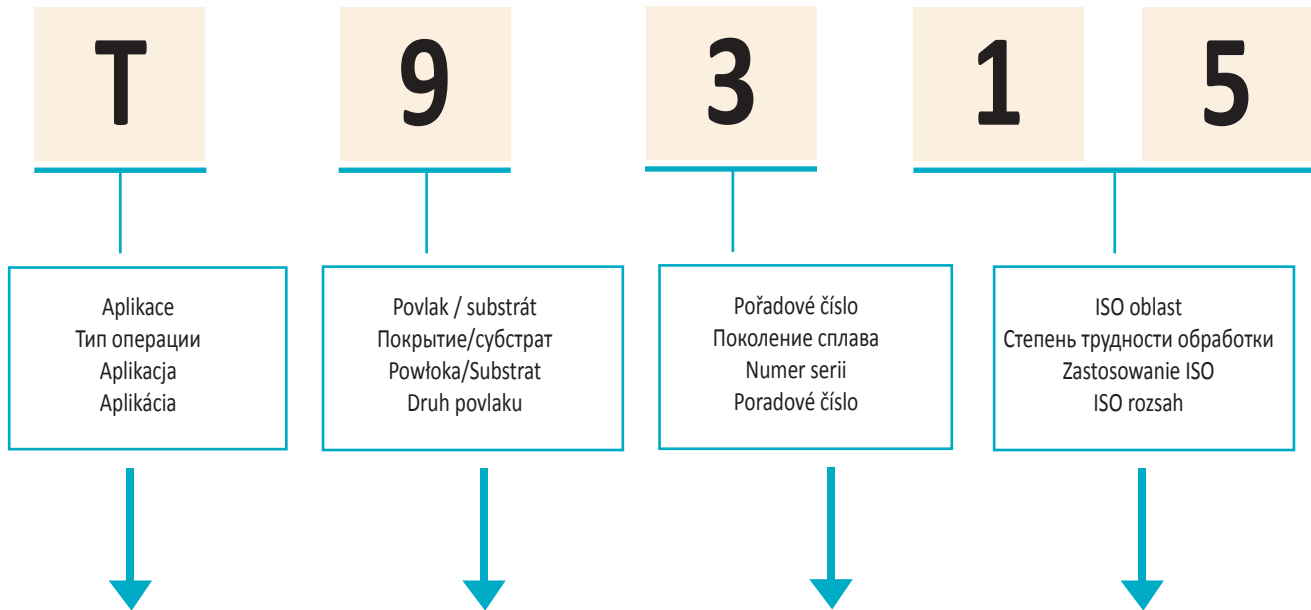 T 9 3 1 5
Aplikace
Тип операции
Aplikacja
Aplikácia
Povlak / substrát
Покрытие/субстрат
Powłoka/Substrat
Druh povlaku
Pořadové číslo
Поколение сплава
Numer serii
Poradové číslo
ISO oblast
Степень трудности обработки
Zastosowanie ISO
ISO rozsah